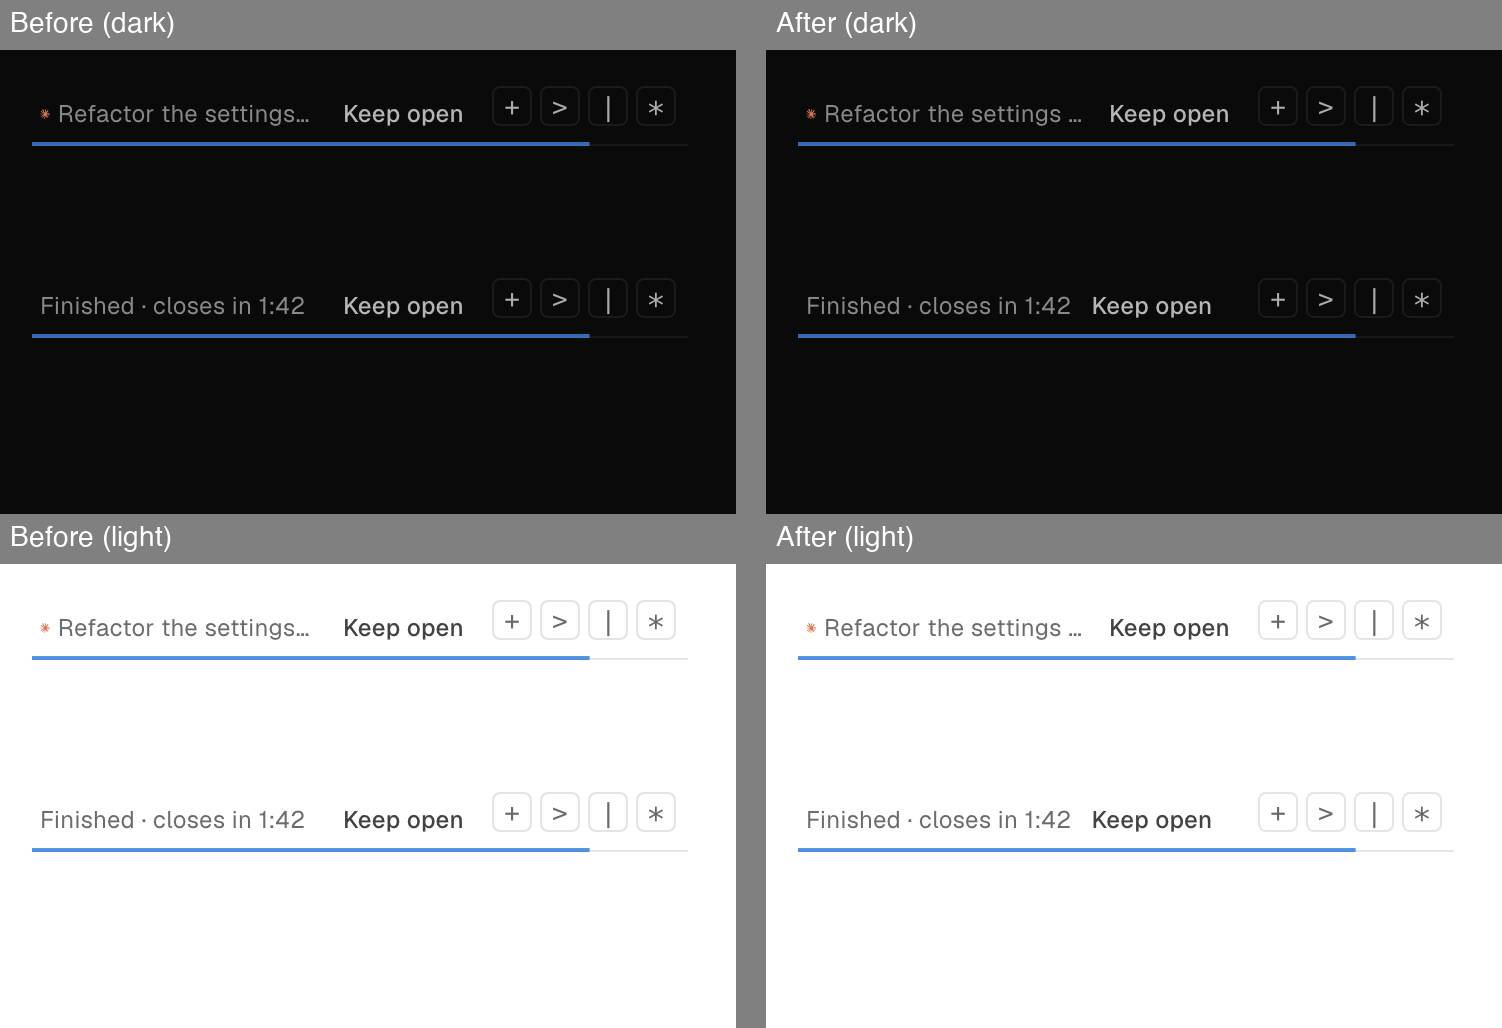 Before (dark)
After (dark)
Refactor the settings… Keep open + > | *
Refactor the settings … Keep open + > | *
Finished · closes in 1:42 Keep open + > | *
Finished · closes in 1:42 Keep open + > | *
Before (light)
After (light)
Refactor the settings… Keep open + > | *
Refactor the settings … Keep open + > | *
Finished · closes in 1:42 Keep open + > | *
Finished · closes in 1:42 Keep open + > | *